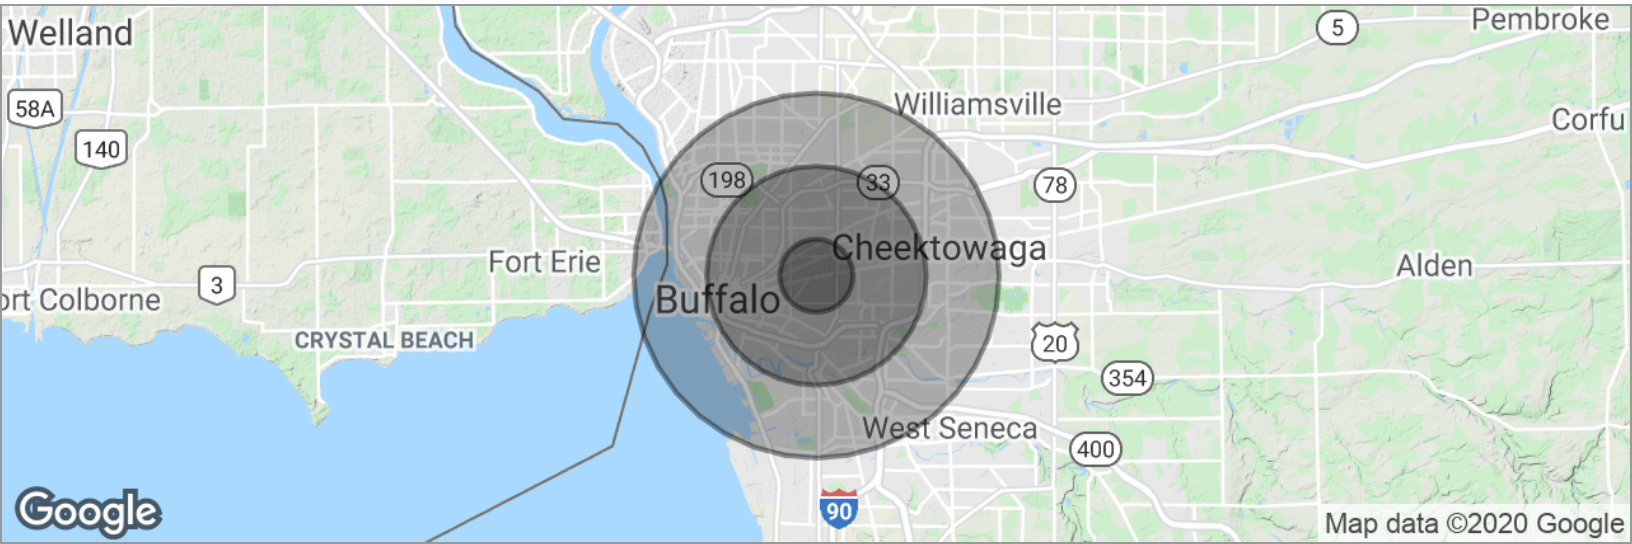 Welland
5
Pembroke
58A
Williamsville
Corfu
140
198
33
78
Cheektowaga
Fort Erie
Alden
3
ort Colborne
Buffalo
CRYSTAL BEACH
20
354
West Seneca
400
Google
90
Map data ©2020 Google